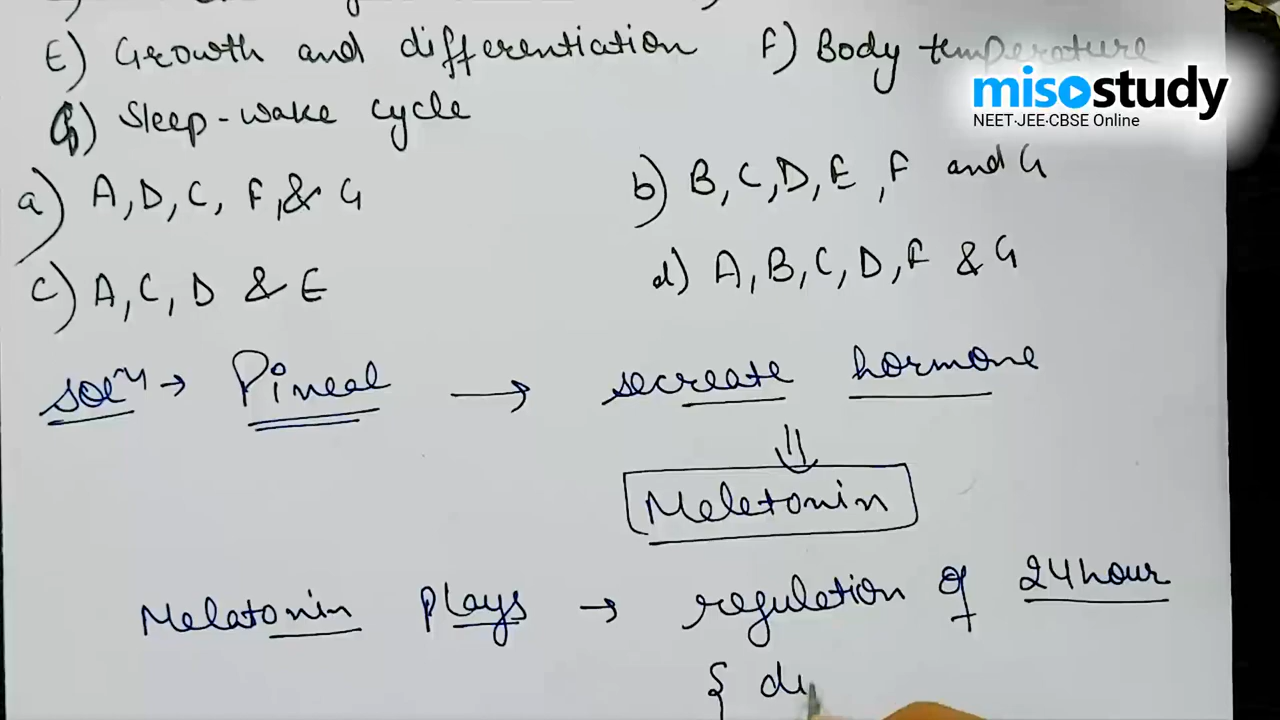 E) Growth and differentiation F) Body temperature
misostudy
NEET·JEE·CBSE Online
G) Sleep-wake cycle
a) A, D, C, F, & G b) B, C, D, E, F and G
c) A, C, D & E d) A, B, C, D, F & G
solⁿ → Pineal → secreate hormone
Meletonin
Melatonin plays → regulation of 24 hour
{ di